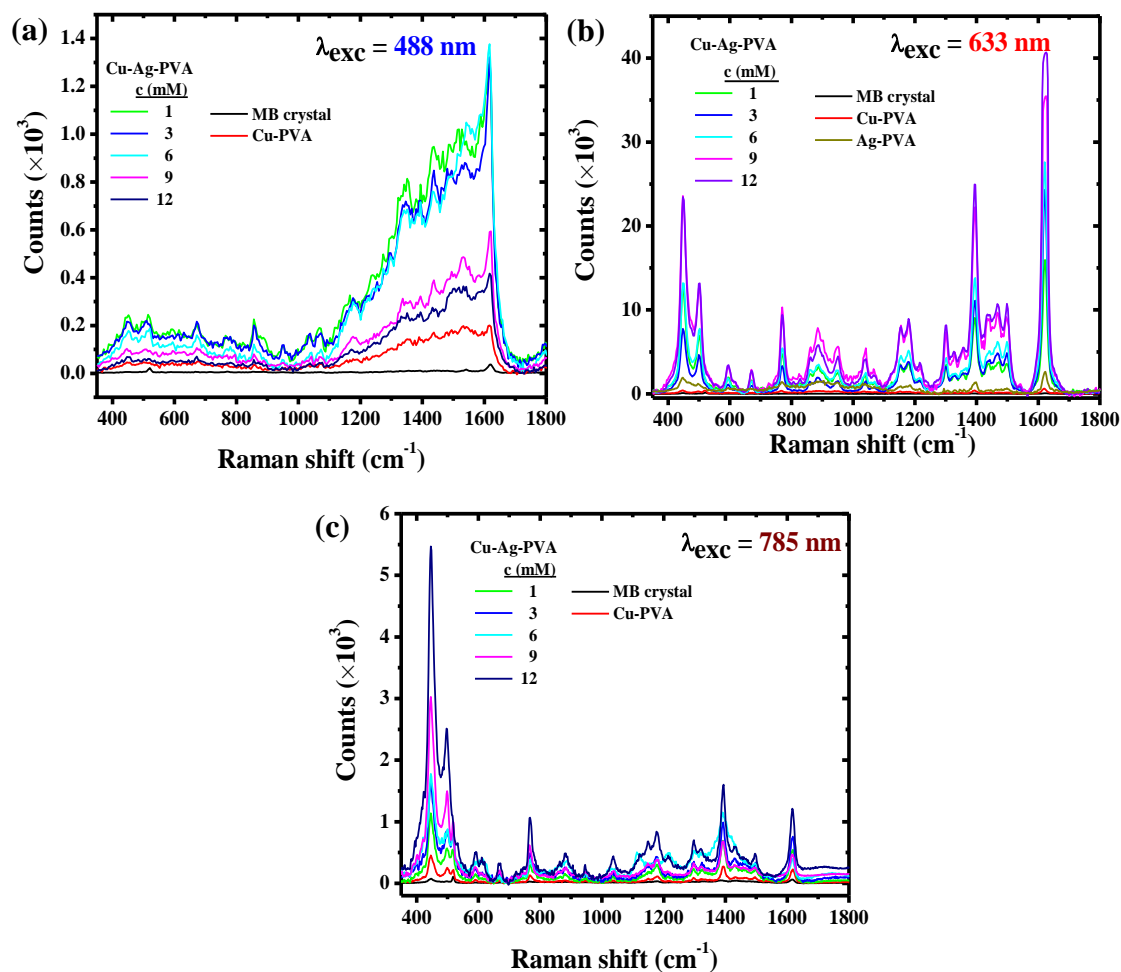 (a)
λexc = 488 nm
Cu-Ag-PVA
c (mM)
1
3
6
9
12
MB crystal
Cu-PVA
Counts (×10³)
1.4
1.2
1.0
0.8
0.6
0.4
0.2
0.0
400 600 800 1000 1200 1400 1600 1800
Raman shift (cm⁻¹)
(b)
λexc = 633 nm
Cu-Ag-PVA
c (mM)
1
3
6
9
12
MB crystal
Cu-PVA
Ag-PVA
Counts (×10³)
40
30
20
10
0
400 600 800 1000 1200 1400 1600 1800
Raman shift (cm⁻¹)
(c)
λexc = 785 nm
Cu-Ag-PVA
c (mM)
1
3
6
9
12
MB crystal
Cu-PVA
Counts (×10³)
6
5
4
3
2
1
0
400 600 800 1000 1200 1400 1600 1800
Raman shift (cm⁻¹)